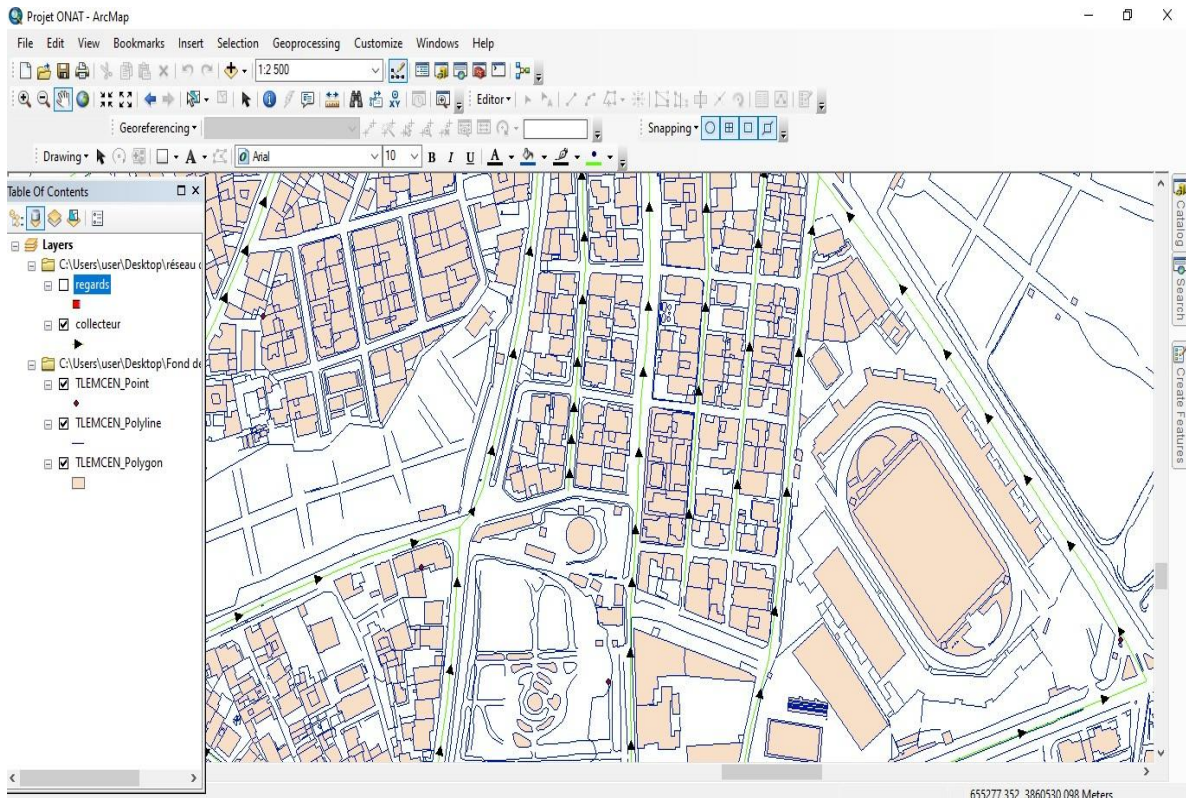 Projet ONAT - ArcMap
File Edit View Bookmarks Insert Selection Geoprocessing Customize Windows Help
1:2 500
Editor
Georeferencing
Snapping
Drawing A Arial 10 B I U A
Table Of Contents
Layers
C:\Users\user\Desktop\réseau
regards
collecteur
C:\Users\user\Desktop\Fond de
TLEMCEN_Point
TLEMCEN_Polyline
TLEMCEN_Polygon
Catalog
Search
Create Features
655277,352 3860530,098 Meters